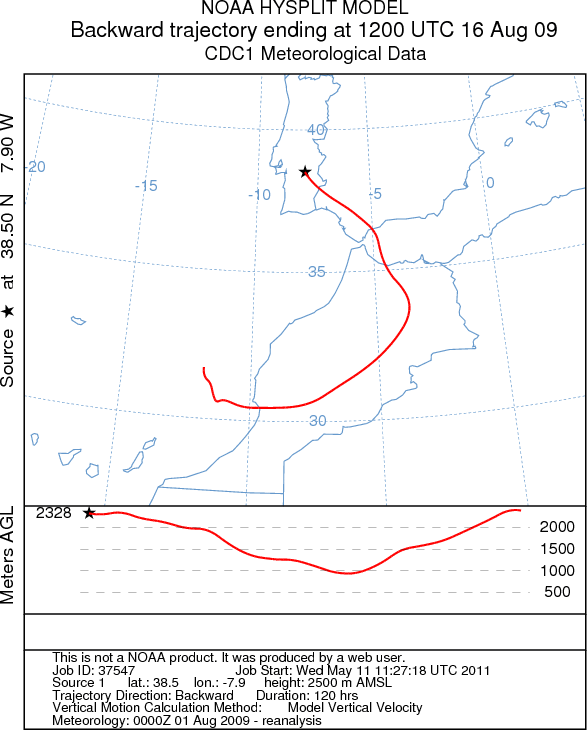 NOAA HYSPLIT MODEL
Backward trajectory ending at 1200 UTC 16 Aug 09
CDC1 Meteorological Data
Source ★ at 38.50 N 7.90 W
40
-20
-15
-10
-5
0
35
30
Meters AGL
2328
2000
1500
1000
500
This is not a NOAA product. It was produced by a web user.
Job ID: 37547 Job Start: Wed May 11 11:27:18 UTC 2011
Source 1 lat.: 38.5 lon.: -7.9 height: 2500 m AMSL
Trajectory Direction: Backward Duration: 120 hrs
Vertical Motion Calculation Method: Model Vertical Velocity
Meteorology: 0000Z 01 Aug 2009 - reanalysis